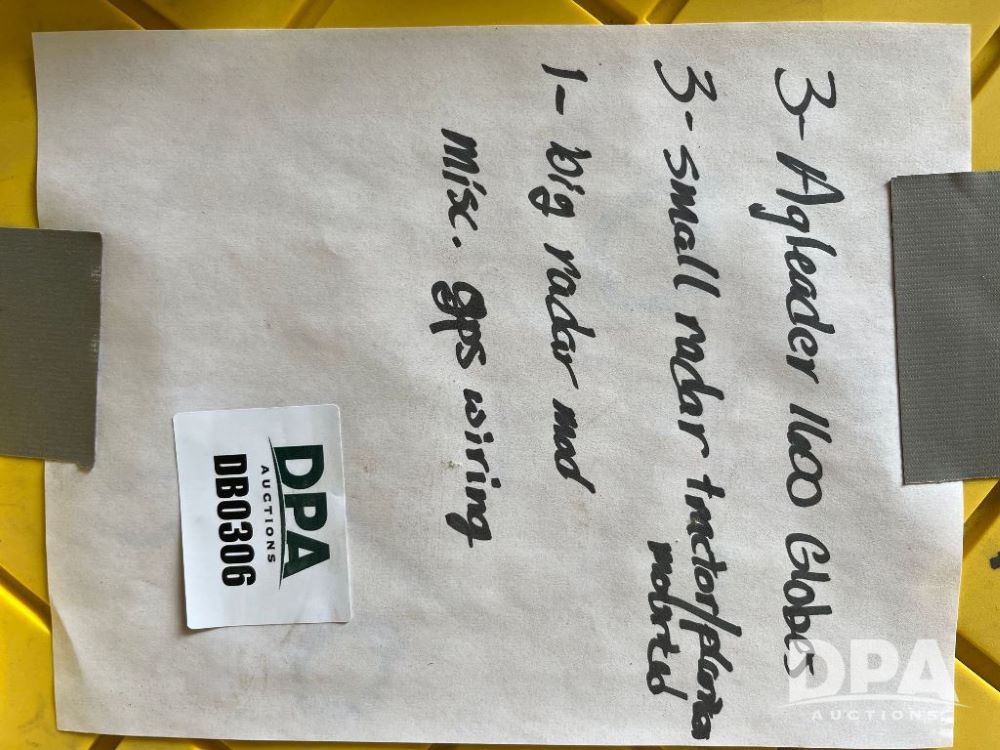 3- Agleader 1600 Globes
3- small radar tractor/planter
1- big radar mod
misc. gps wiring
DPA
AUCTIONS
DB0306
DPA
AUCTIONS